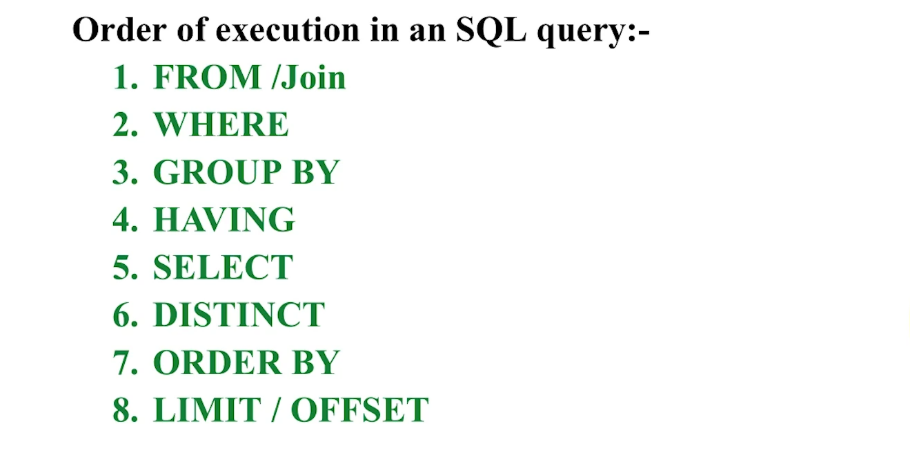 Order of execution in an SQL query:-
1. FROM /Join
2. WHERE
3. GROUP BY
4. HAVING
5. SELECT
6. DISTINCT
7. ORDER BY
8. LIMIT / OFFSET